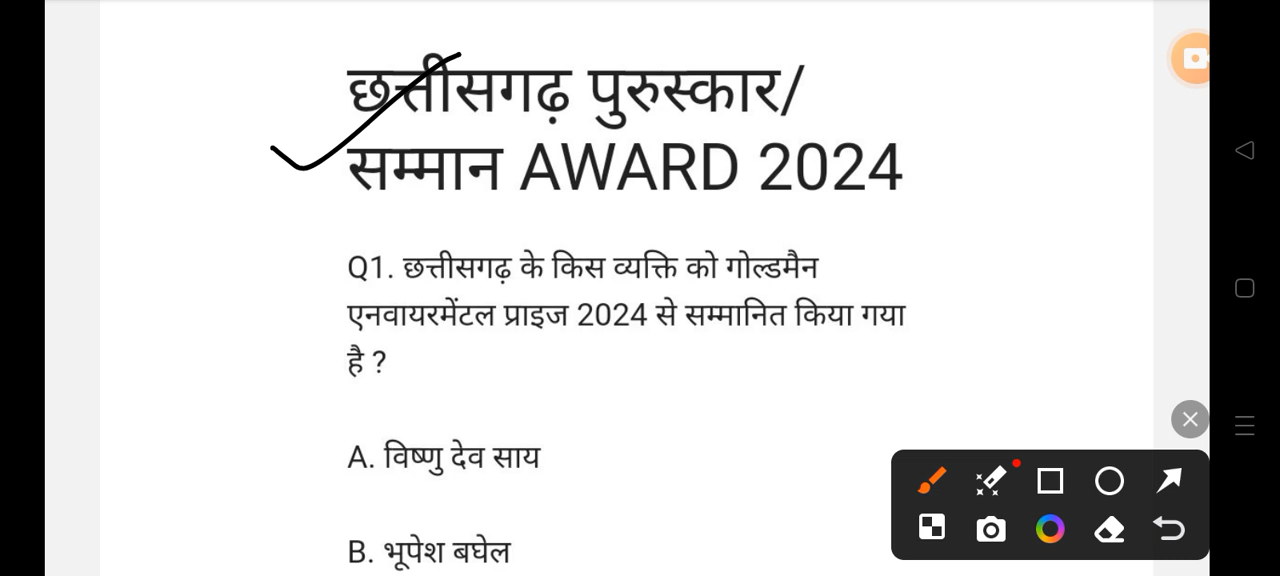 छत्तीसगढ़ पुरुस्कार/
सम्मान AWARD 2024
Q1. छत्तीसगढ़ के किस व्यक्ति को गोल्डमैन
एनवायरमेंटल प्राइज 2024 से सम्मानित किया गया
है ?
A. विष्णु देव साय
B. भूपेश बघेल